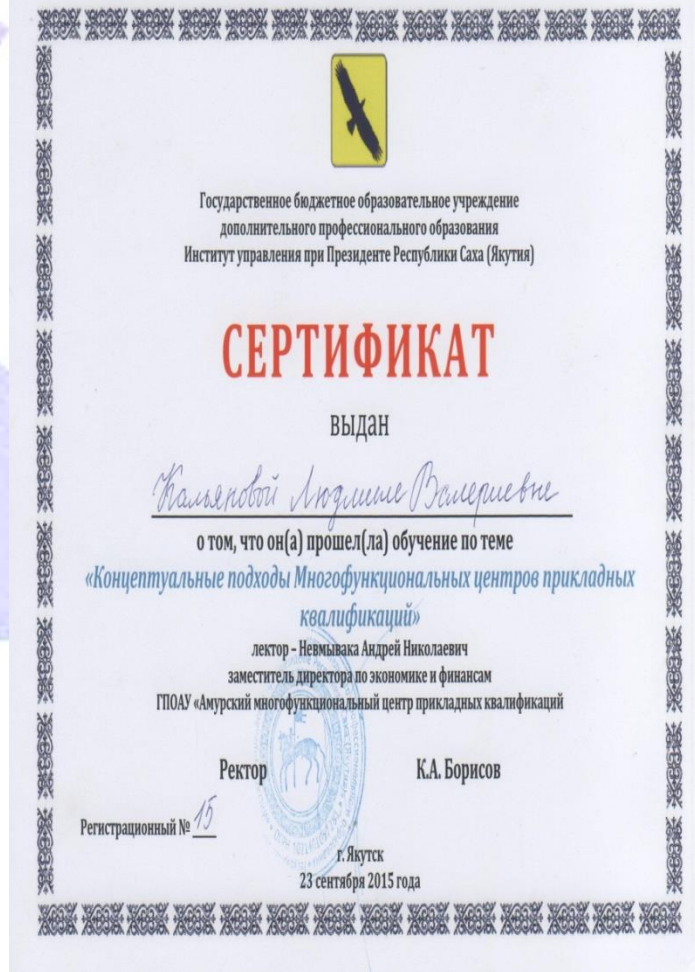 Государственное бюджетное образовательное учреждение
дополнительного профессионального образования
Институт управления при Президенте Республики Саха (Якутия)
СЕРТИФИКАТ
выдан
Кальяновой Людмиле Валериевне
о том, что он(а) прошел(ла) обучение по теме
«Концептуальные подходы Многофункциональных центров прикладных
квалификаций»
лектор – Невмывака Андрей Николаевич
заместитель директора по экономике и финансам
ГПОАУ «Амурский многофункциональный центр прикладных квалификаций
Ректор К.А. Борисов
Регистрационный № 15
г. Якутск
23 сентября 2015 года